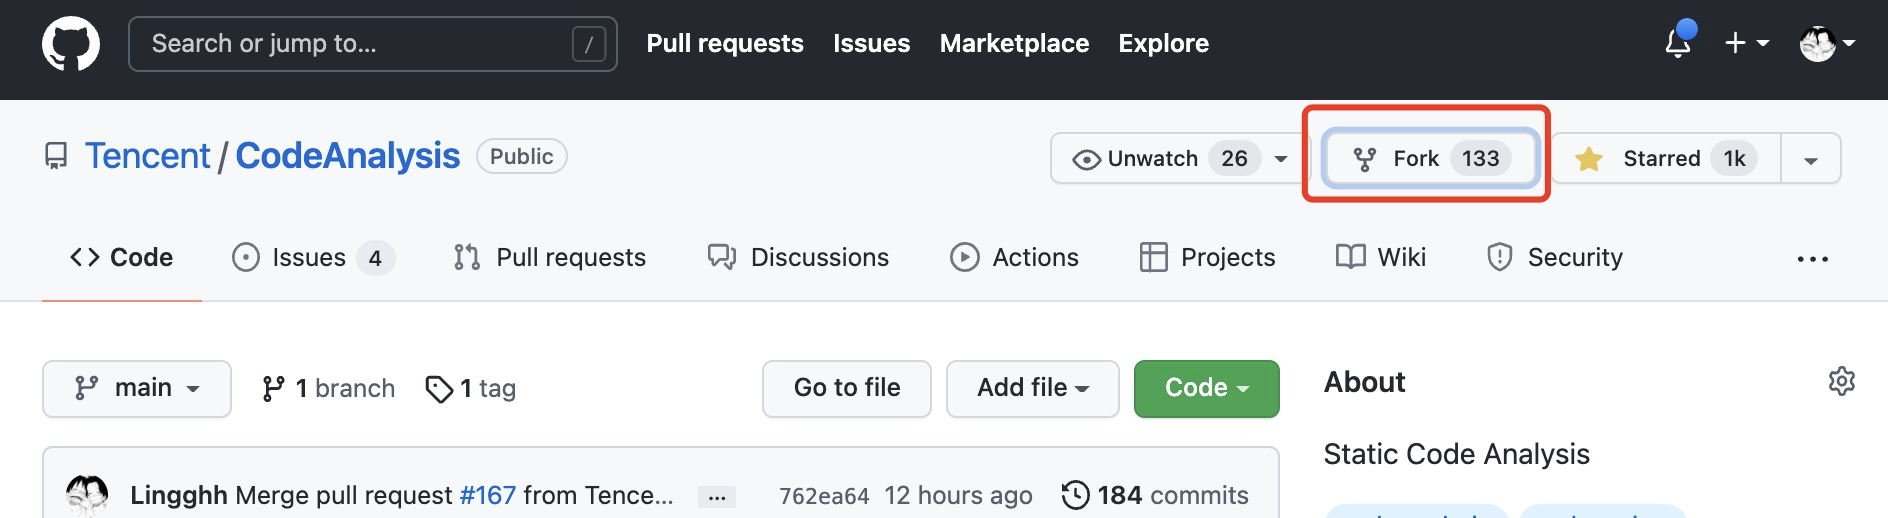 Search or jump to... / Pull requests Issues Marketplace Explore
Tencent / CodeAnalysis Public Unwatch 26 Fork 133 Starred 1k
Code Issues 4 Pull requests Discussions Actions Projects Wiki Security ...
main 1 branch 1 tag Go to file Add file Code About
Static Code Analysis
Lingghh Merge pull request #167 from Tence... ... 762ea64 12 hours ago 184 commits